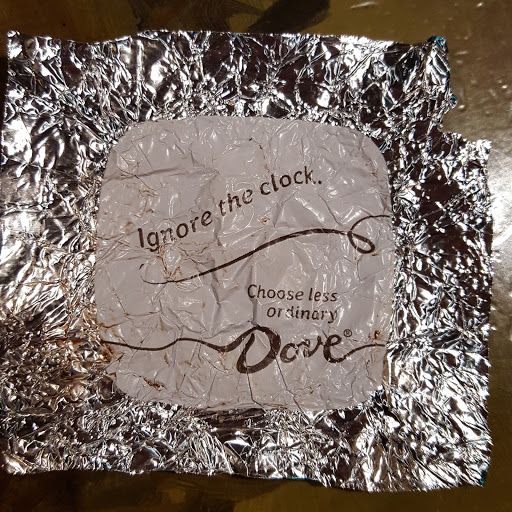 Ignore the clock.
Choose less
ordinary
Dove®